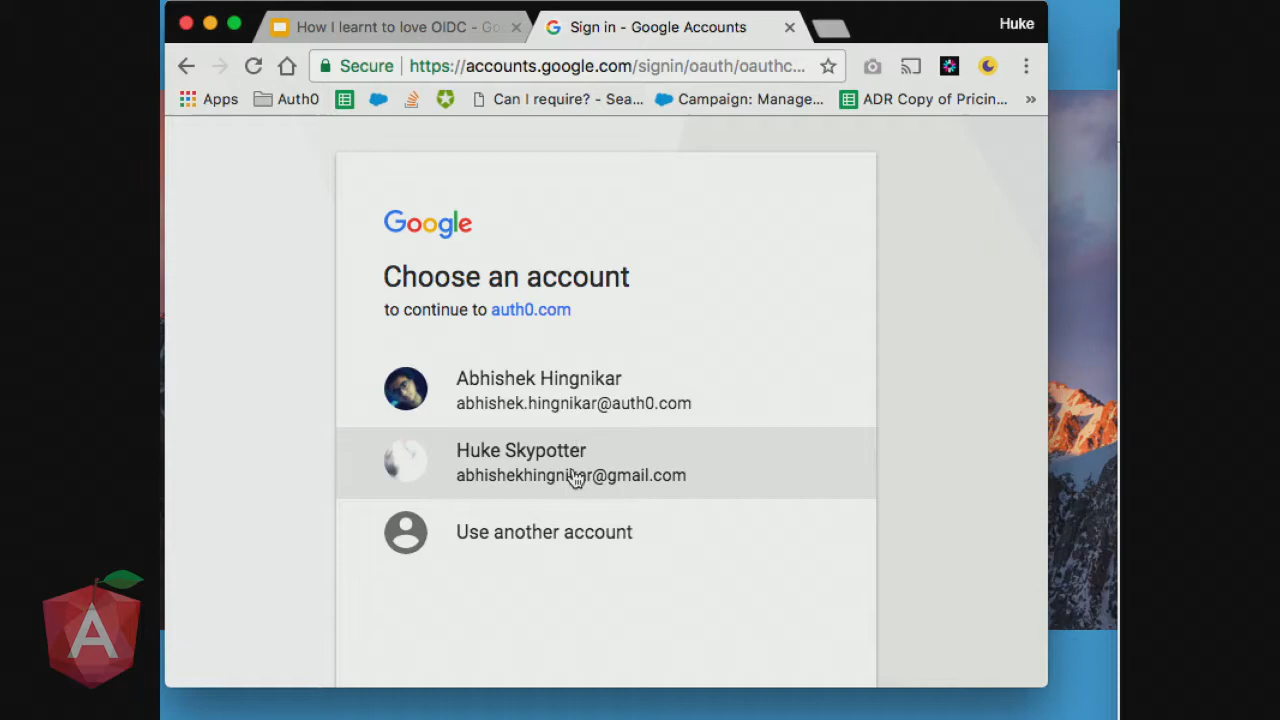 How I learnt to love OIDC - Go
Sign in - Google Accounts
Huke
Secure
https://accounts.google.com/signin/oauth/oauthc...
Apps
Auth0
Can I require? - Sea...
Campaign: Manage...
ADR Copy of Pricin...
»
Google
Choose an account
to continue to auth0.com
Abhishek Hingnikar
abhishek.hingnikar@auth0.com
Huke Skypotter
abhishekhingnikar@gmail.com
Use another account
A